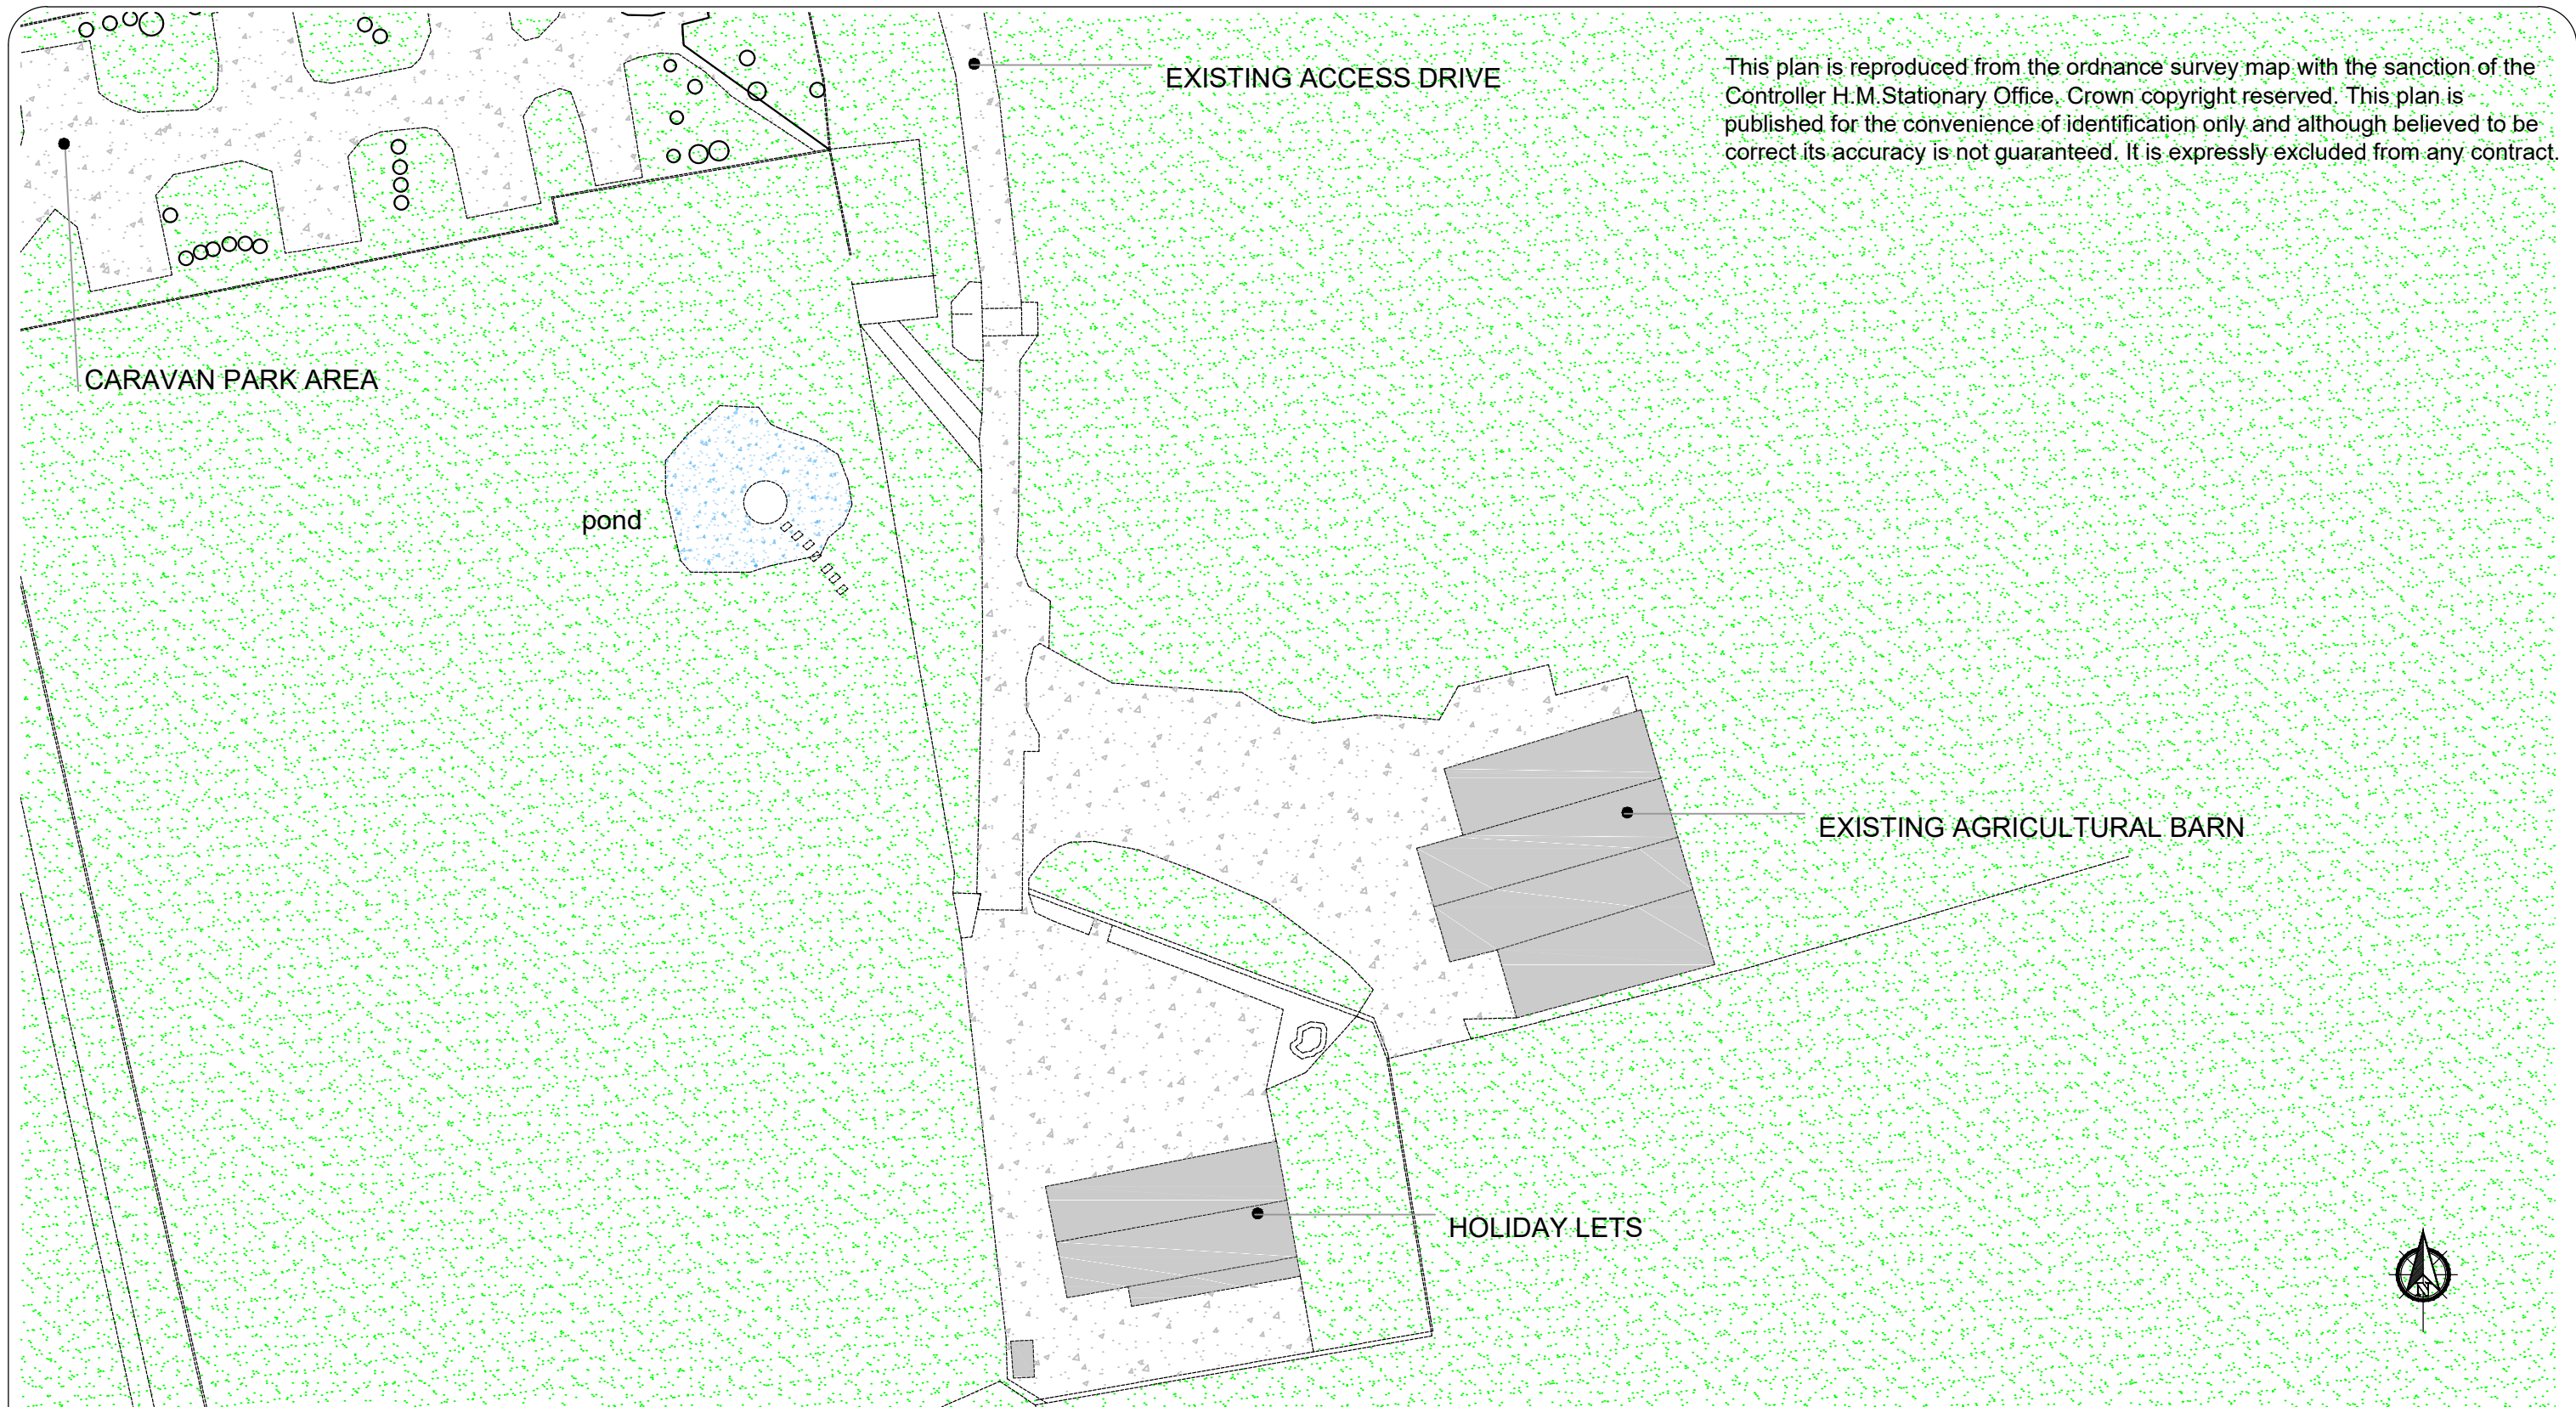 EXISTING ACCESS DRIVE
This plan is reproduced from the ordnance survey map with the sanction of the
Controller H.M.Stationary Office. Crown copyright reserved. This plan is
published for the convenience of identification only and although believed to be
correct its accuracy is not guaranteed. It is expressly excluded from any contract.
CARAVAN PARK AREA
pond
EXISTING AGRICULTURAL BARN
HOLIDAY LETS
N